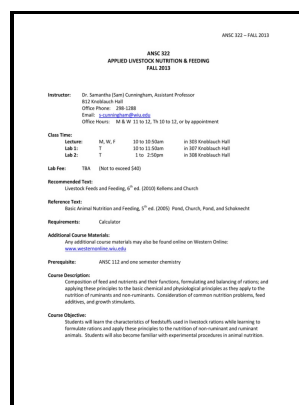 ANSC 322 – FALL 2013
ANSC 322
APPLIED LIVESTOCK NUTRITION & FEEDING
FALL 2013
Instructor: Dr. Samantha (Sam) Cunningham, Assistant Professor
B12 Knoblauch Hall
Office Phone: 298-1288
Email: s-cunningham@wiu.edu
Office Hours: M & W 11 to 12, Th 10 to 12, or by appointment
Class Time:
Lecture: M, W, F 10 to 10:50am in 303 Knoblauch Hall
Lab 1: T 10 to 11:50am in 307 Knoblauch Hall
Lab 2: T 1 to 2:50pm in 308 Knoblauch Hall
Lab Fee: TBA (Not to exceed $40)
Recommended Text:
Livestock Feeds and Feeding, 6th ed. (2010) Kellems and Church
Reference Text:
Basic Animal Nutrition and Feeding, 5th ed. (2005) Pond, Church, Pond, and Schoknecht
Requirements: Calculator
Additional Course Materials:
Any additional course materials may also be found online on Western Online:
www.westernonline.wiu.edu
Prerequisite: ANSC 112 and one semester chemistry
Course Description:
Composition of feed and nutrients and their functions, formulating and balancing of rations; and
applying these principles to the basic chemical and physiological principles as they apply to the
nutrition of ruminants and non-ruminants. Consideration of common nutrition problems, feed
additives, and growth stimulants.
Course Objective:
Students will learn the characteristics of feedstuffs used in livestock rations while learning to
formulate rations and apply these principles to the nutrition of non-ruminant and ruminant
animals. Students will also become familiar with experimental procedures in animal nutrition.